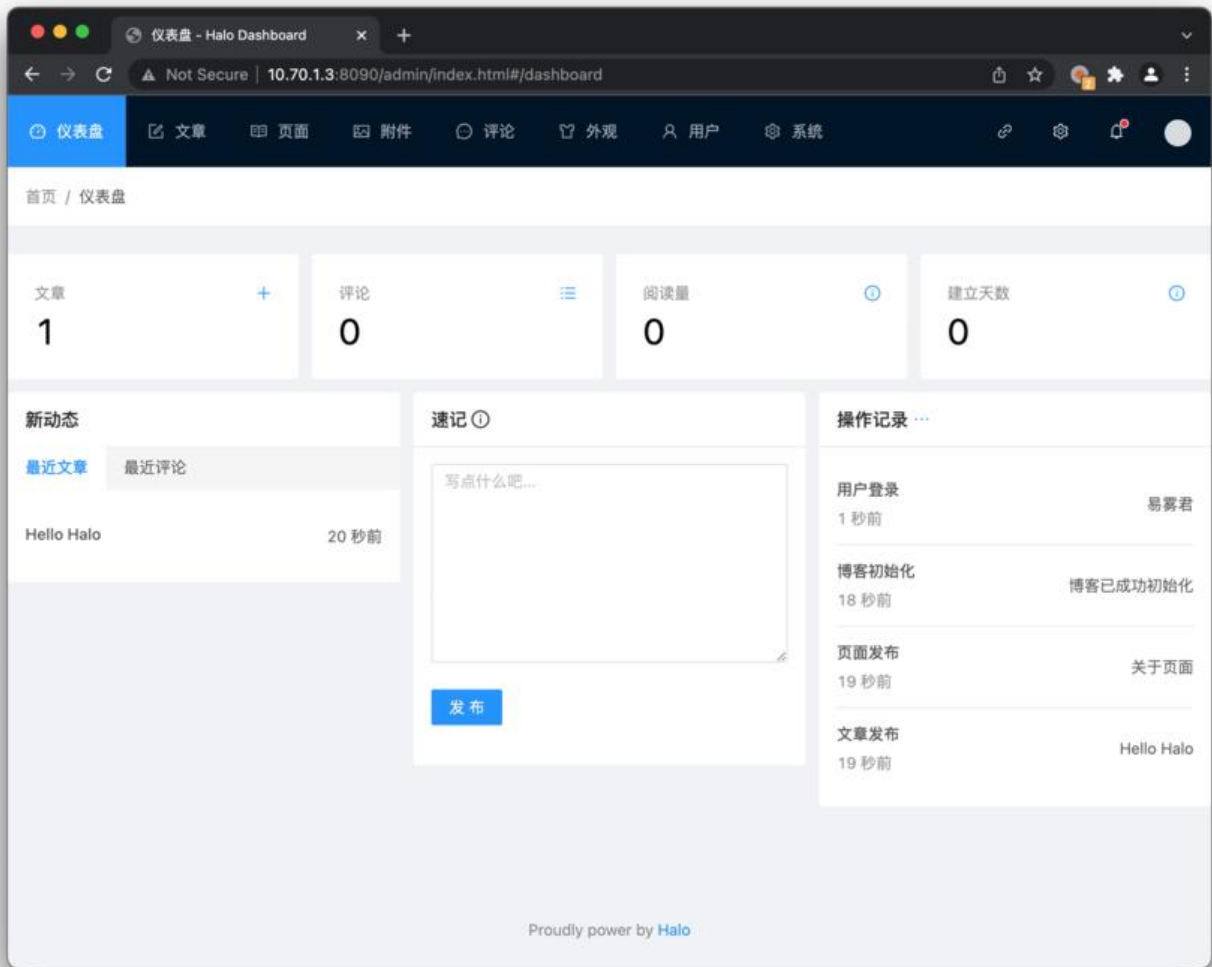 仪表盘 - Halo Dashboard
Not Secure | 10.70.1.3:8090/admin/index.html#/dashboard
2
仪表盘 文章 页面 附件 评论 外观 用户 系统
首页 / 仪表盘
文章
1
评论
0
阅读量
0
建立天数
0
新动态
最近文章 最近评论
Hello Halo 20 秒前
速记
写点什么吧...
发 布
操作记录 ···
用户登录
1 秒前
易雾君
博客初始化
18 秒前
博客已成功初始化
页面发布
19 秒前
关于页面
文章发布
19 秒前
Hello Halo
Proudly power by Halo